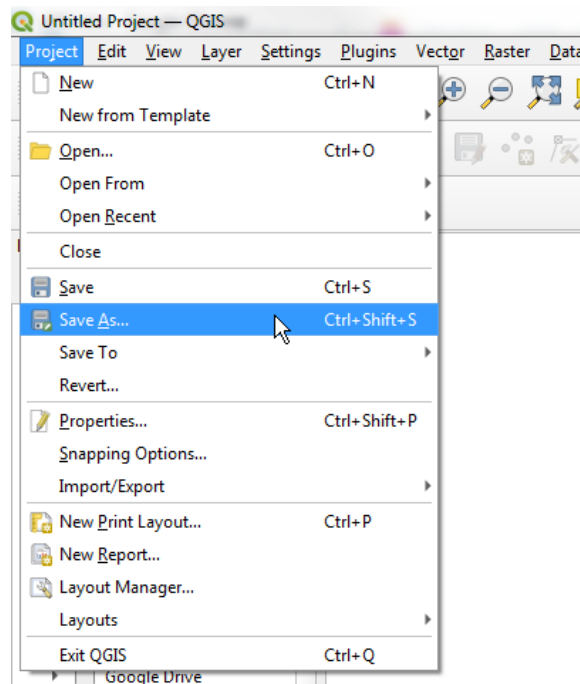 Untitled Project — QGIS
Project Edit View Layer Settings Plugins Vector Raster Data
New Ctrl+N
New from Template
Open... Ctrl+O
Open From
Open Recent
Close
Save Ctrl+S
Save As... Ctrl+Shift+S
Save To
Revert...
Properties... Ctrl+Shift+P
Snapping Options...
Import/Export
New Print Layout... Ctrl+P
New Report...
Layout Manager...
Layouts
Exit QGIS Ctrl+Q
Google Drive